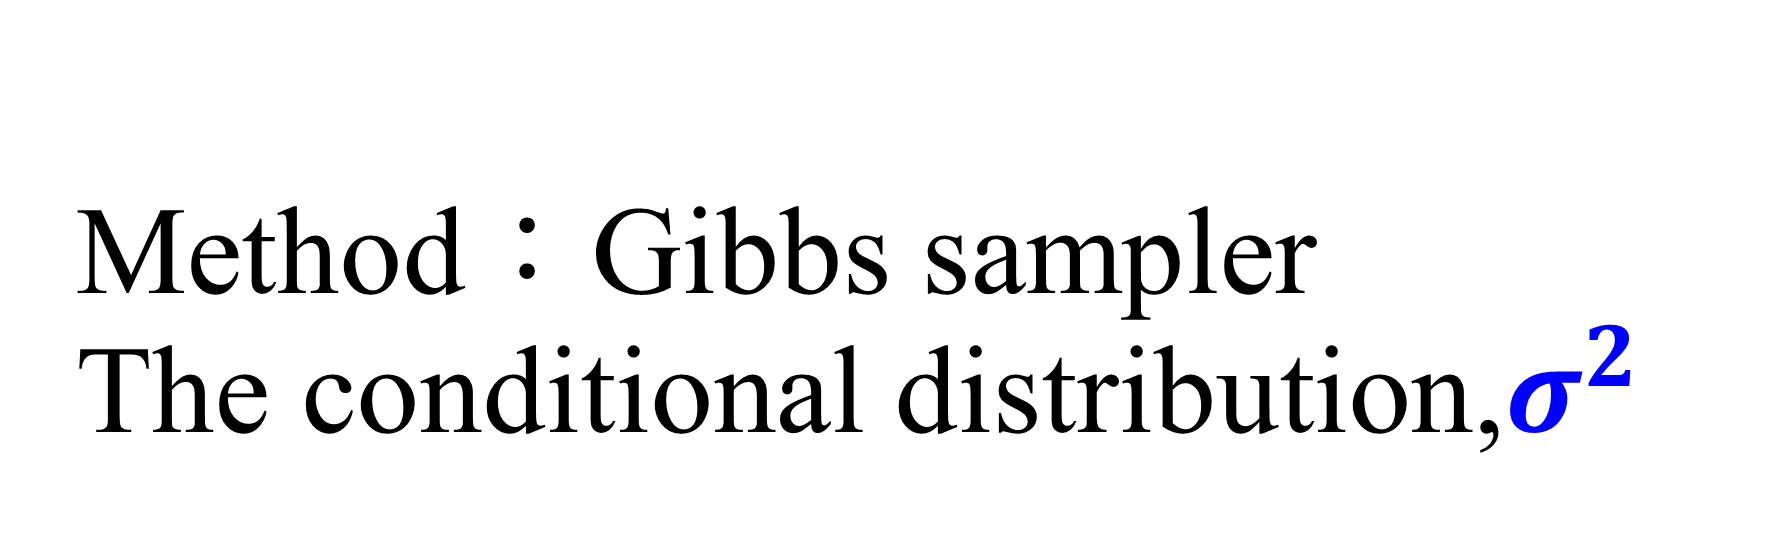 Method：Gibbs sampler
The conditional distribution,σ²